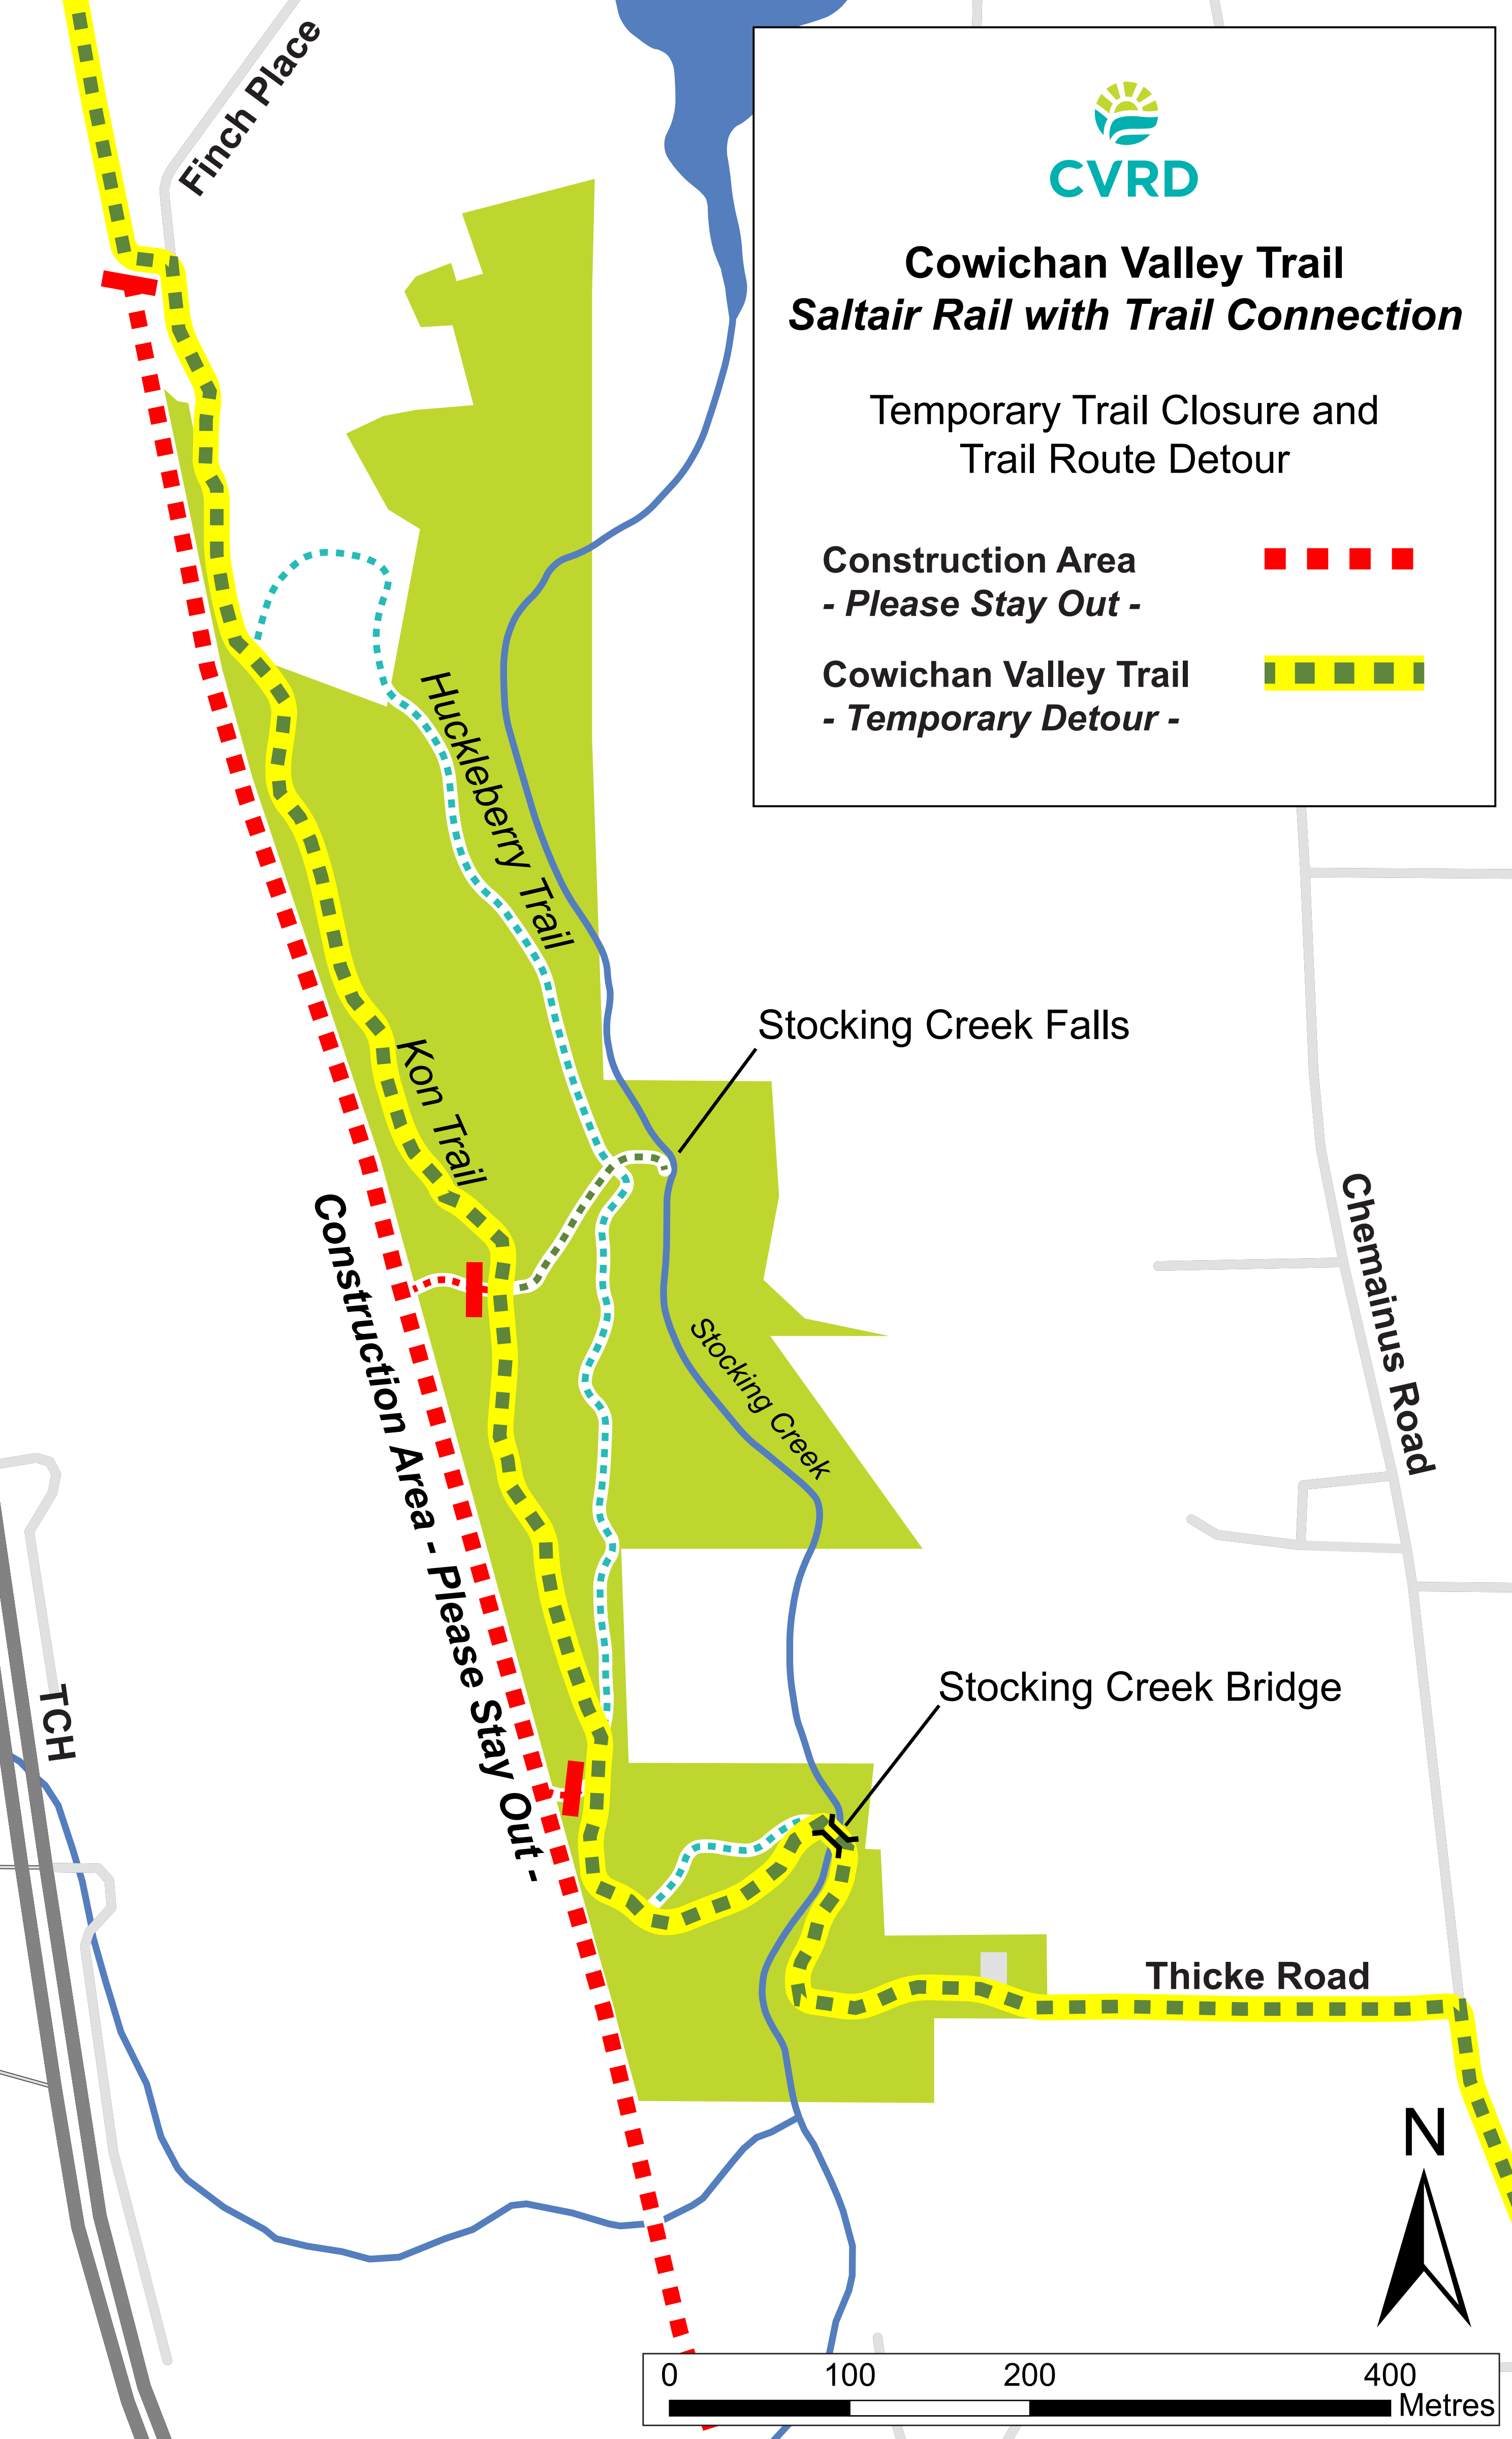 Finch Place
CVRD
Cowichan Valley Trail
Saltair Rail with Trail Connection
Temporary Trail Closure and
Trail Route Detour
Construction Area
- Please Stay Out -
Cowichan Valley Trail
- Temporary Detour -
Huckleberry Trail
Stocking Creek Falls
Kon Trail
Chemainus Road
Construction Area - Please Stay Out -
Stocking Creek
Stocking Creek Bridge
TCH
Thicke Road
N
0 100 200 400
Metres